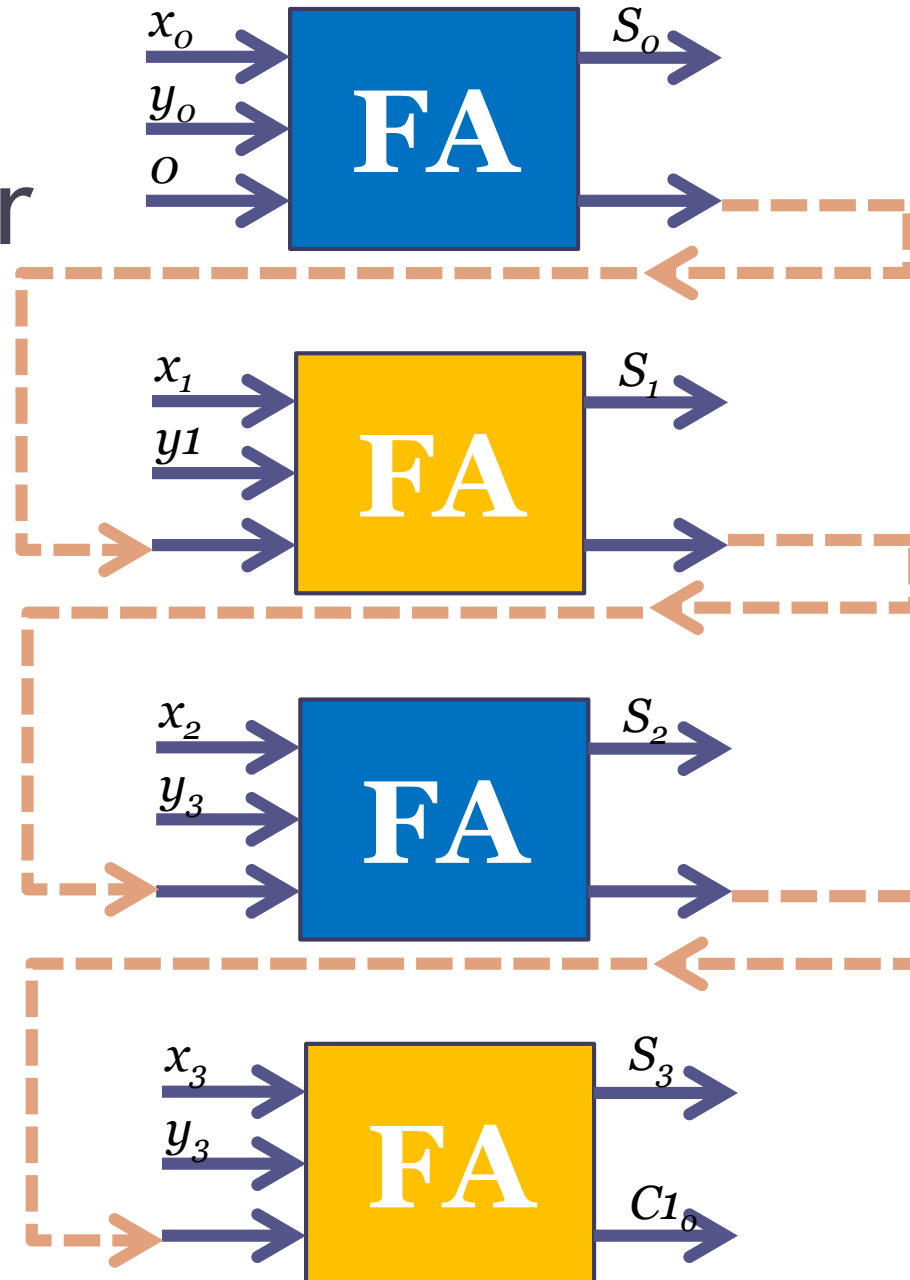 x₀ S₀
y₀ FA
0
r
x₁ S₁
y1 FA
x₂ S₂
y₃ FA
x₃ S₃
y₃ FA
C1₀